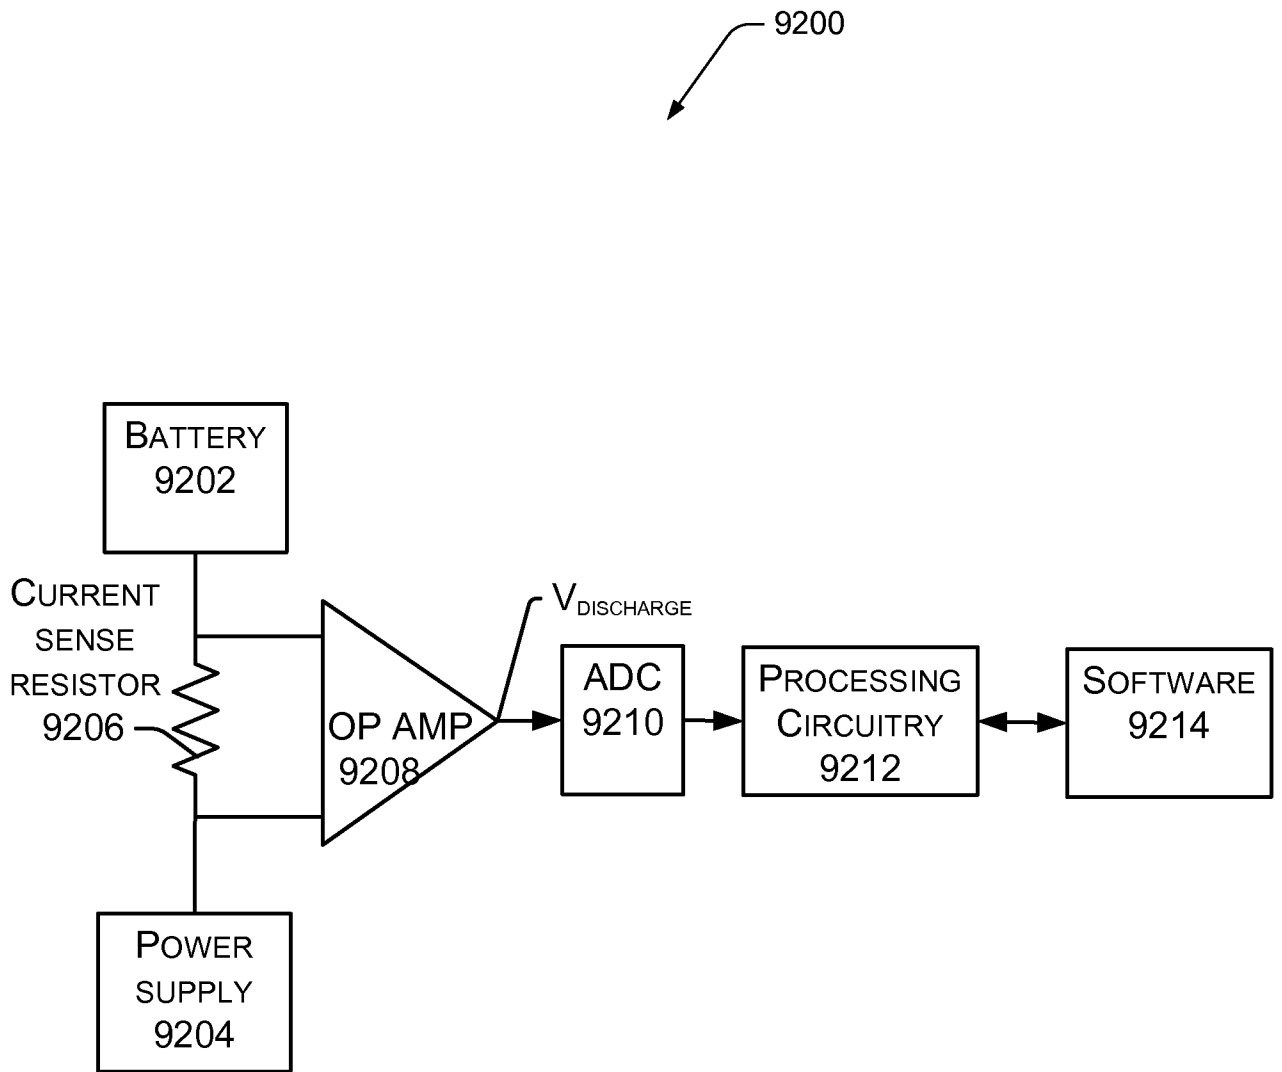 9200
BATTERY
9202
CURRENT
SENSE
RESISTOR
9206
OP AMP
9208
VDISCHARGE
ADC
9210
PROCESSING
CIRCUITRY
9212
SOFTWARE
9214
POWER
SUPPLY
9204